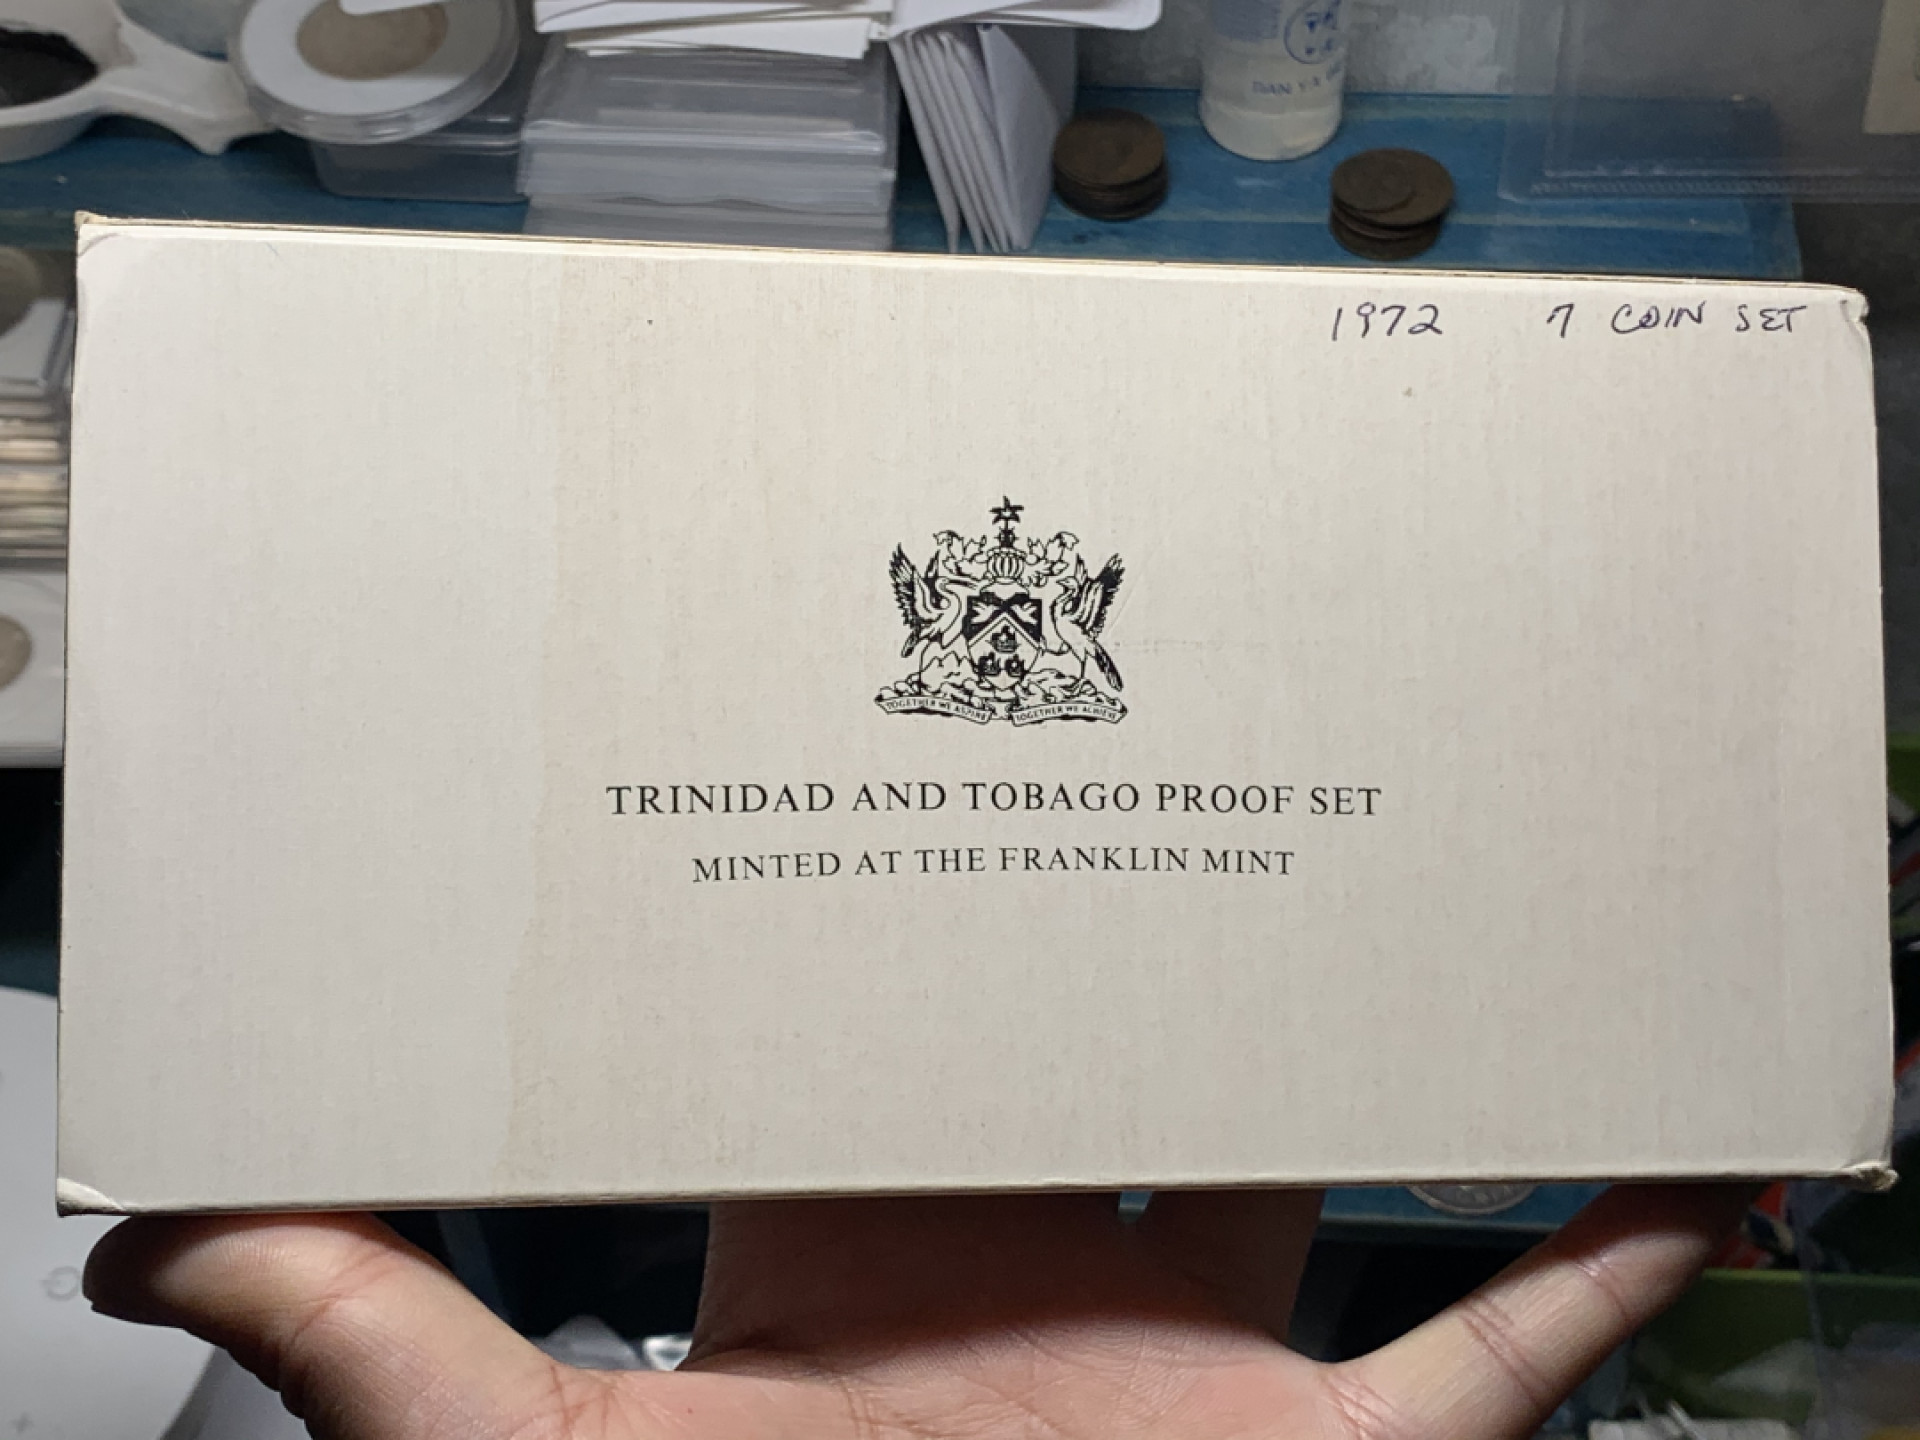 DAN
1972 7 COIN SET
TOGETHER WE ASPIRE TOGETHER WE ACHIEVE
TRINIDAD AND TOBAGO PROOF SET
MINTED AT THE FRANKLIN MINT